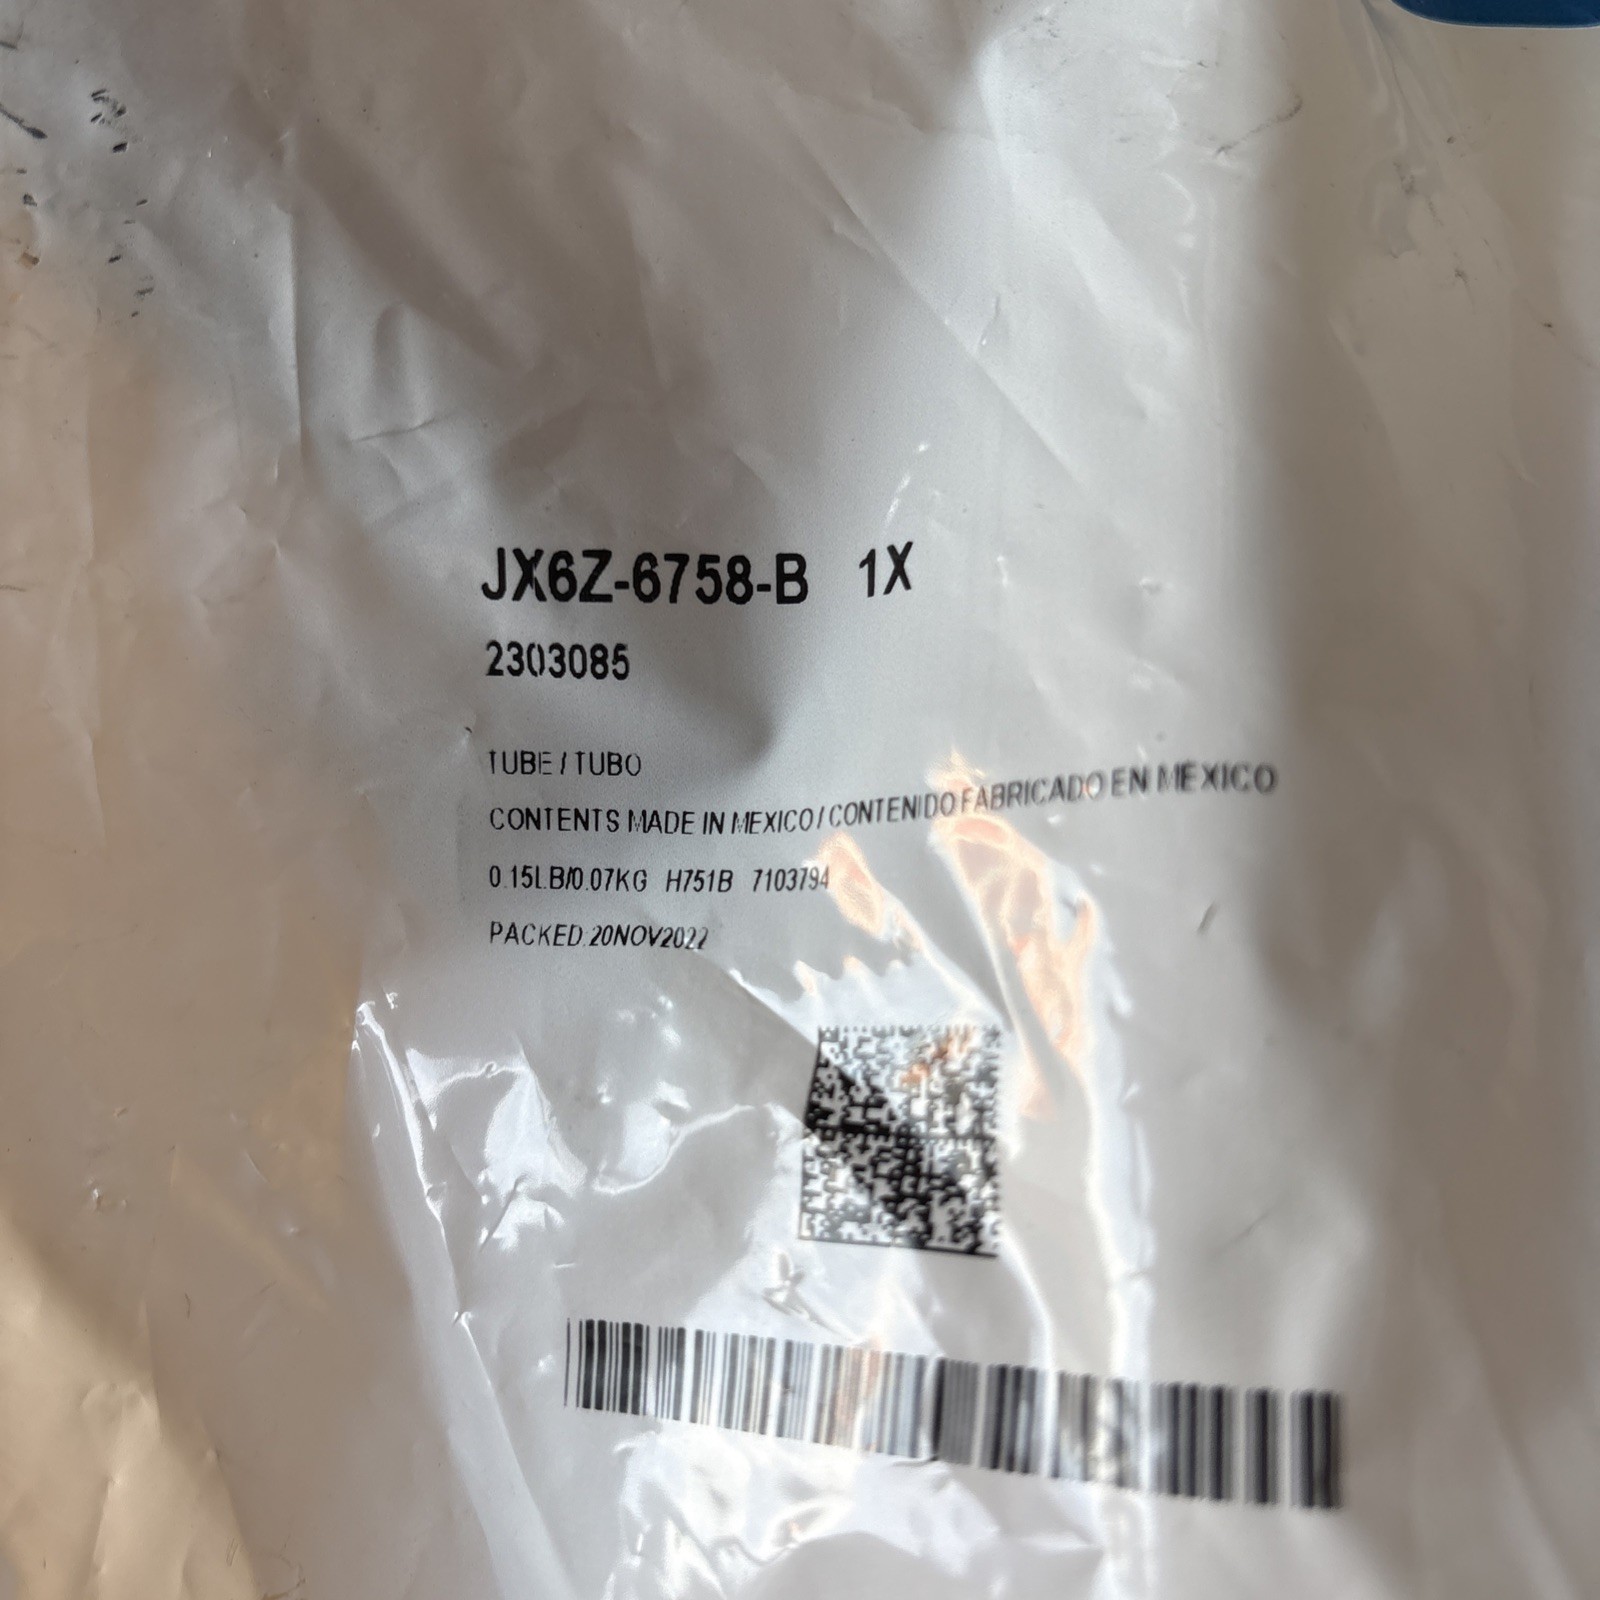 JX6Z-6758-B 1X
2303085
TUBE / TUBO
CONTENTS MADE IN MEXICO / CONTENIDO FABRICADO EN MEXICO
0.15LB/0.07KG H751B 7103794
PACKED:20NOV2022